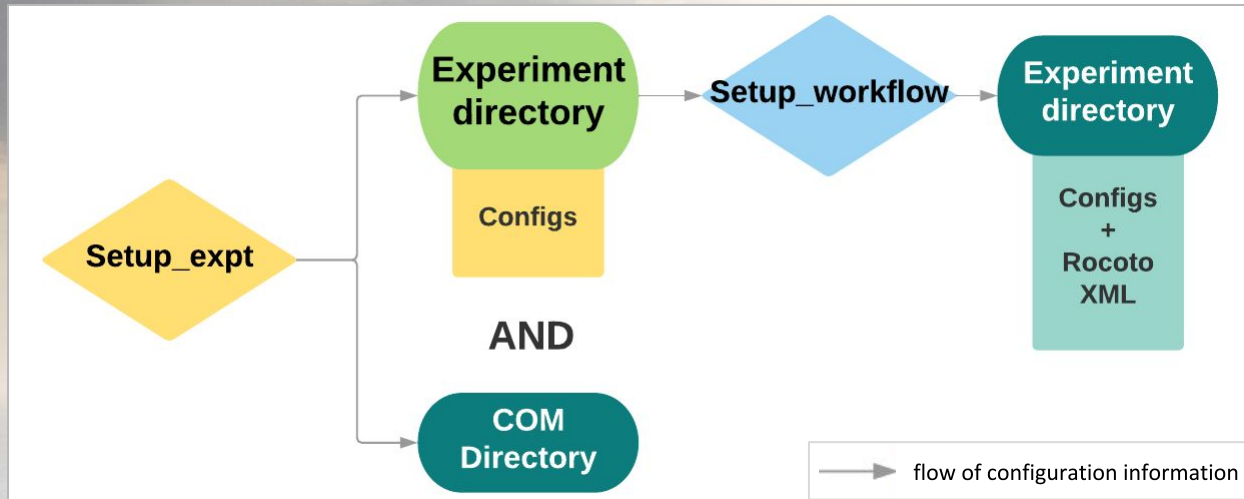 Setup_expt
Experiment
directory
Configs
AND
COM
Directory
Setup_workflow
Experiment
directory
Configs
+
Rocoto
XML
flow of configuration information